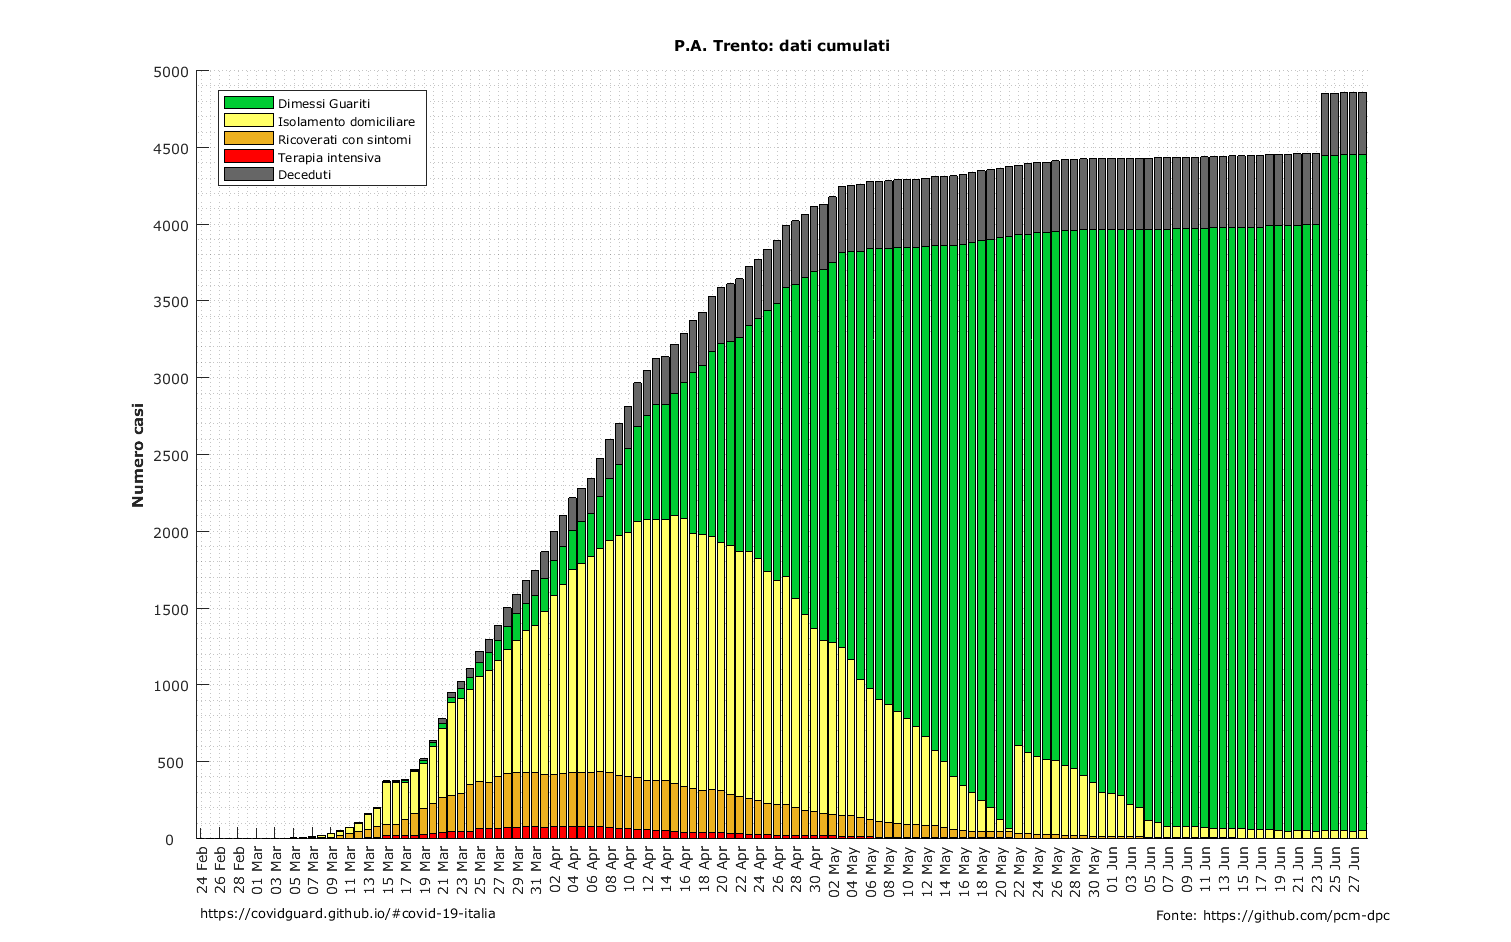 P.A. Trento: dati cumulati
5000
4500
4000
3500
3000
2500
2000
1500
1000
500
0
Numero casi
Dimessi Guariti
Isolamento domiciliare
Ricoverati con sintomi
Terapia intensiva
Deceduti
24 Feb
26 Feb
28 Feb
01 Mar
03 Mar
05 Mar
07 Mar
09 Mar
11 Mar
13 Mar
15 Mar
17 Mar
19 Mar
21 Mar
23 Mar
25 Mar
27 Mar
29 Mar
31 Mar
02 Apr
04 Apr
06 Apr
08 Apr
10 Apr
12 Apr
14 Apr
16 Apr
18 Apr
20 Apr
22 Apr
24 Apr
26 Apr
28 Apr
30 Apr
02 May
04 May
06 May
08 May
10 May
12 May
14 May
16 May
18 May
20 May
22 May
24 May
26 May
28 May
30 May
01 Jun
03 Jun
05 Jun
07 Jun
09 Jun
11 Jun
13 Jun
15 Jun
17 Jun
19 Jun
21 Jun
23 Jun
25 Jun
27 Jun
https://covidguard.github.io/#covid-19-italia
Fonte: https://github.com/pcm-dpc